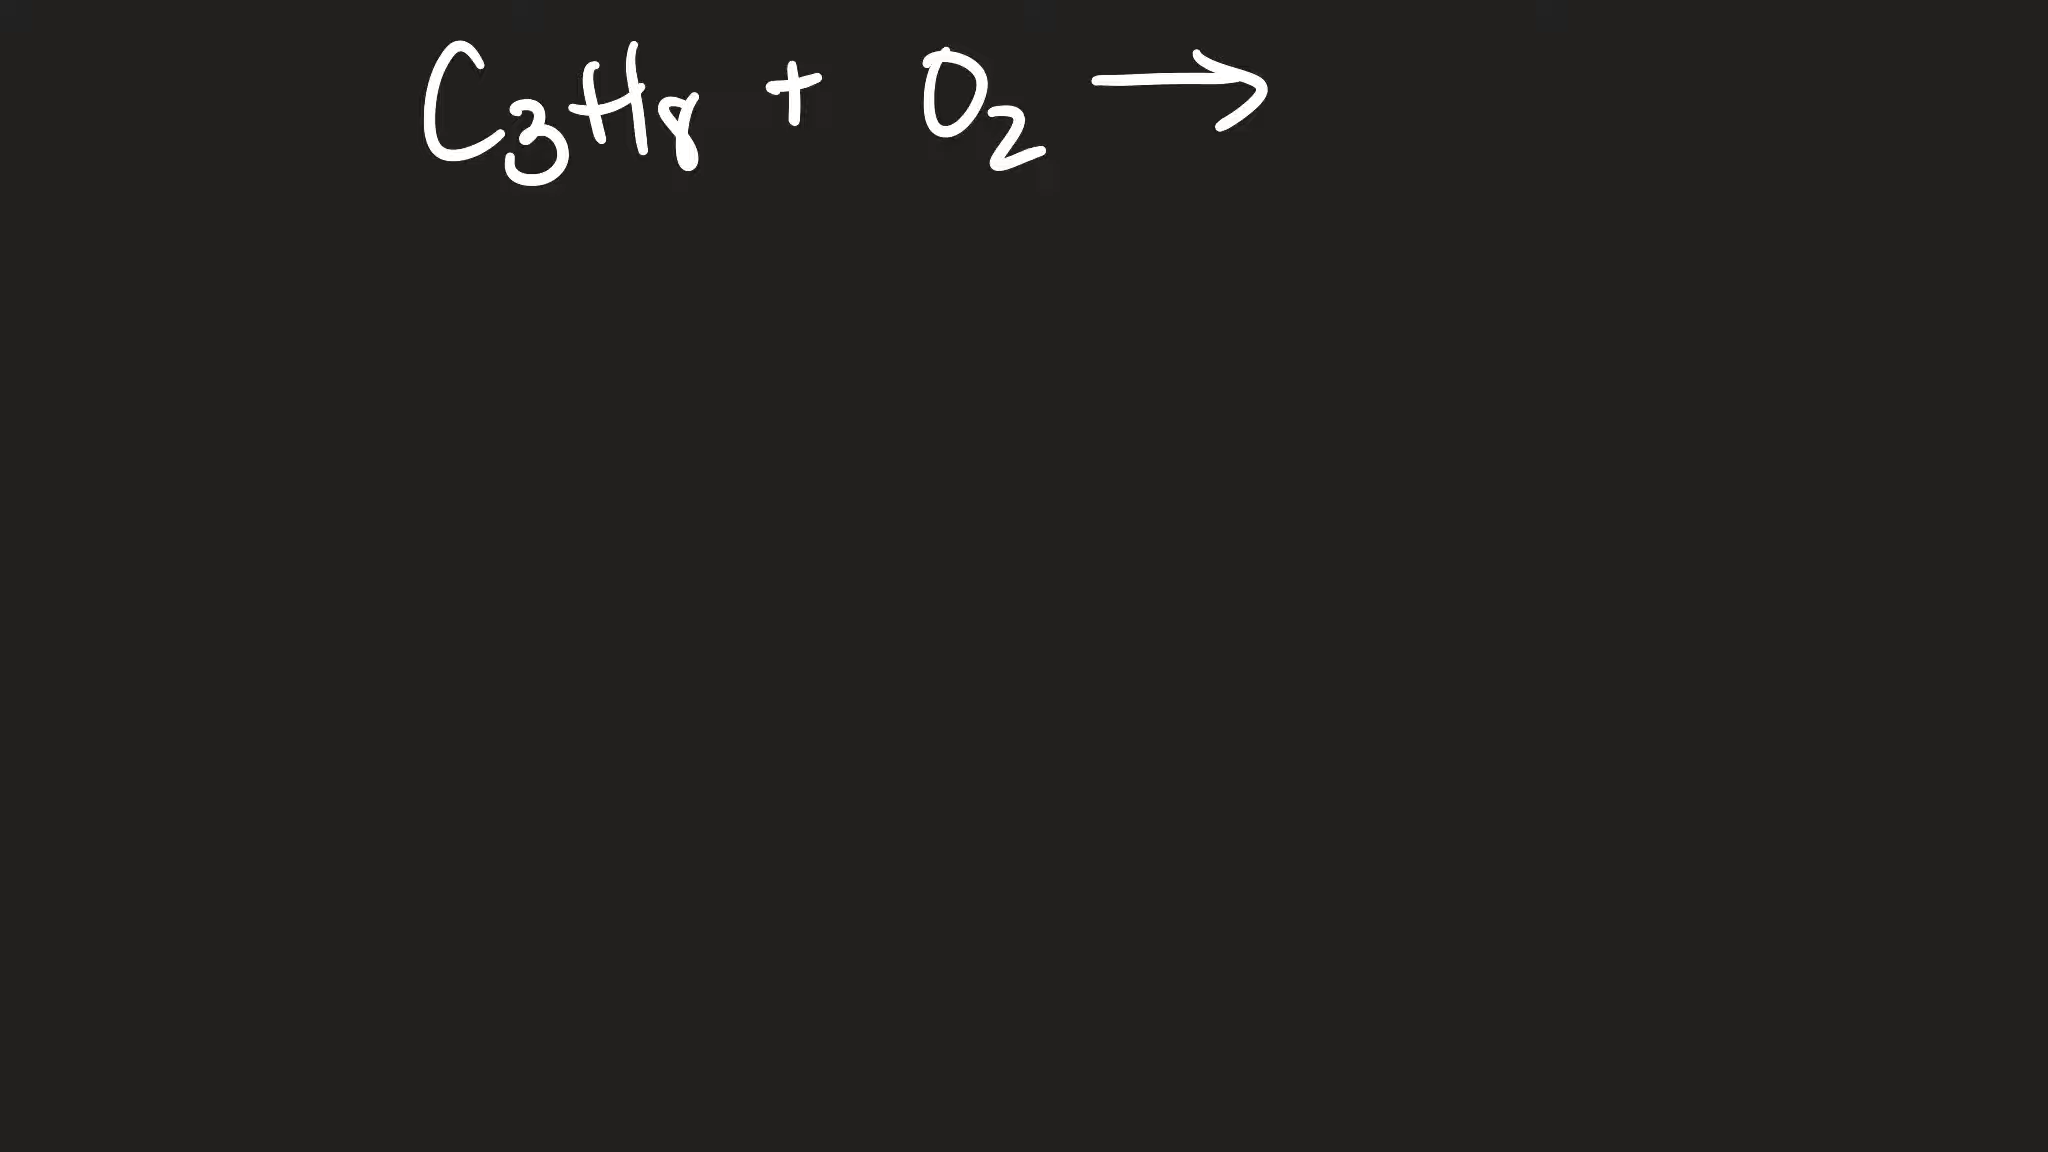 C₃H₈ + O₂ →